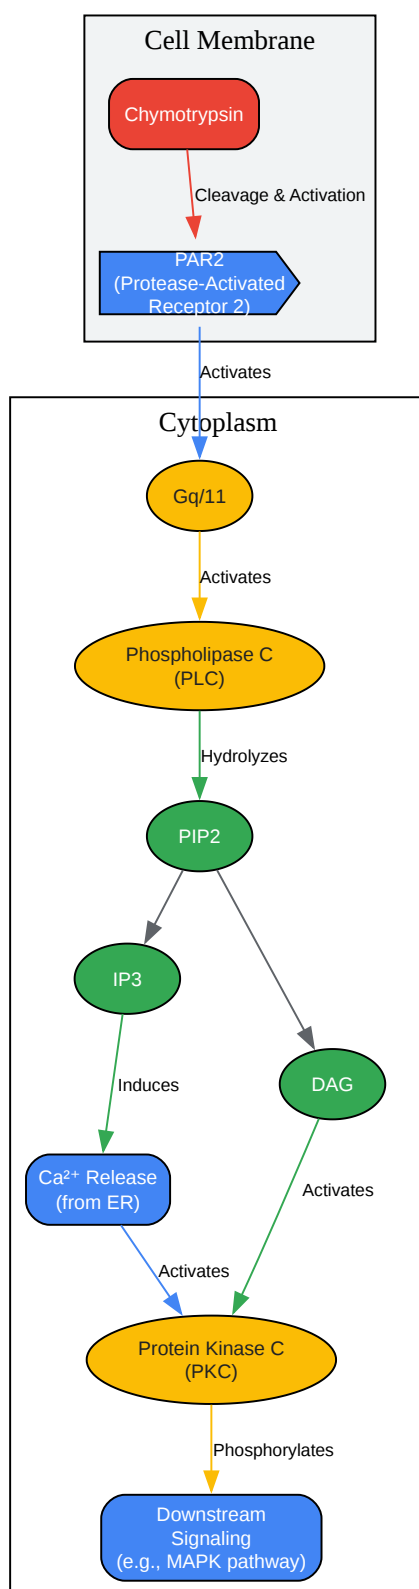 Cell Membrane
Chymotrypsin
Cleavage & Activation
PAR2
(Protease-Activated
Receptor 2)
Activates
Cytoplasm
Gq/11
Activates
Phospholipase C
(PLC)
Hydrolyzes
PIP2
IP3
DAG
Induces
Ca²⁺ Release
(from ER)
Activates
Activates
Protein Kinase C
(PKC)
Phosphorylates
Downstream
Signaling
(e.g., MAPK pathway)